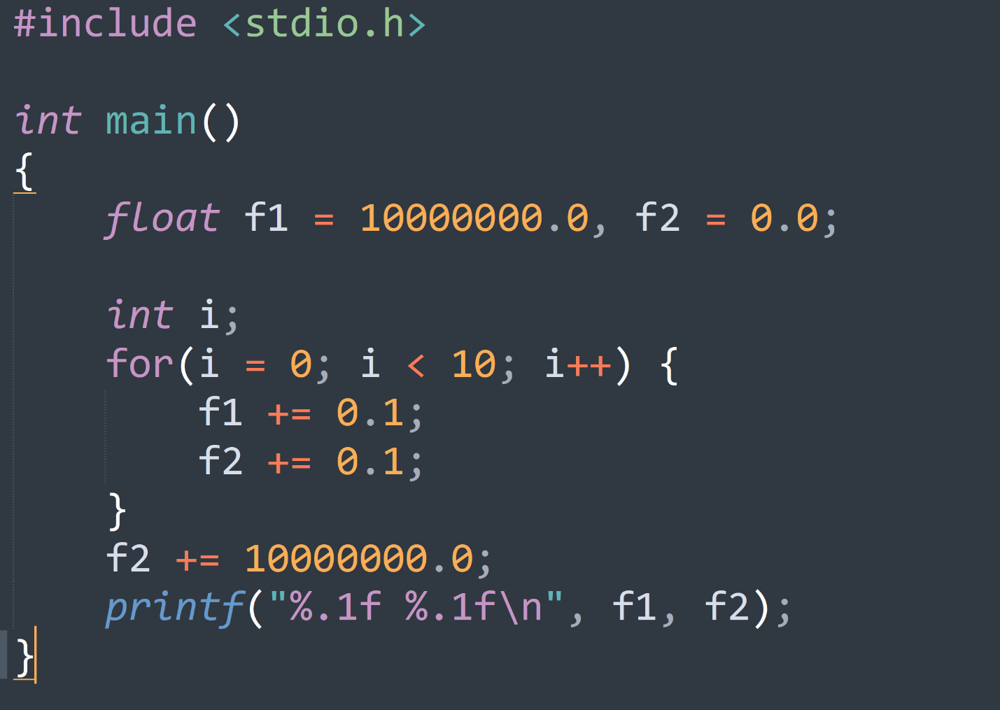 #include <stdio.h>
int main()
{
float f1 = 10000000.0, f2 = 0.0;
int i;
for(i = 0; i < 10; i++) {
f1 += 0.1;
f2 += 0.1;
}
f2 += 10000000.0;
printf("%.1f %.1f\n", f1, f2);
}